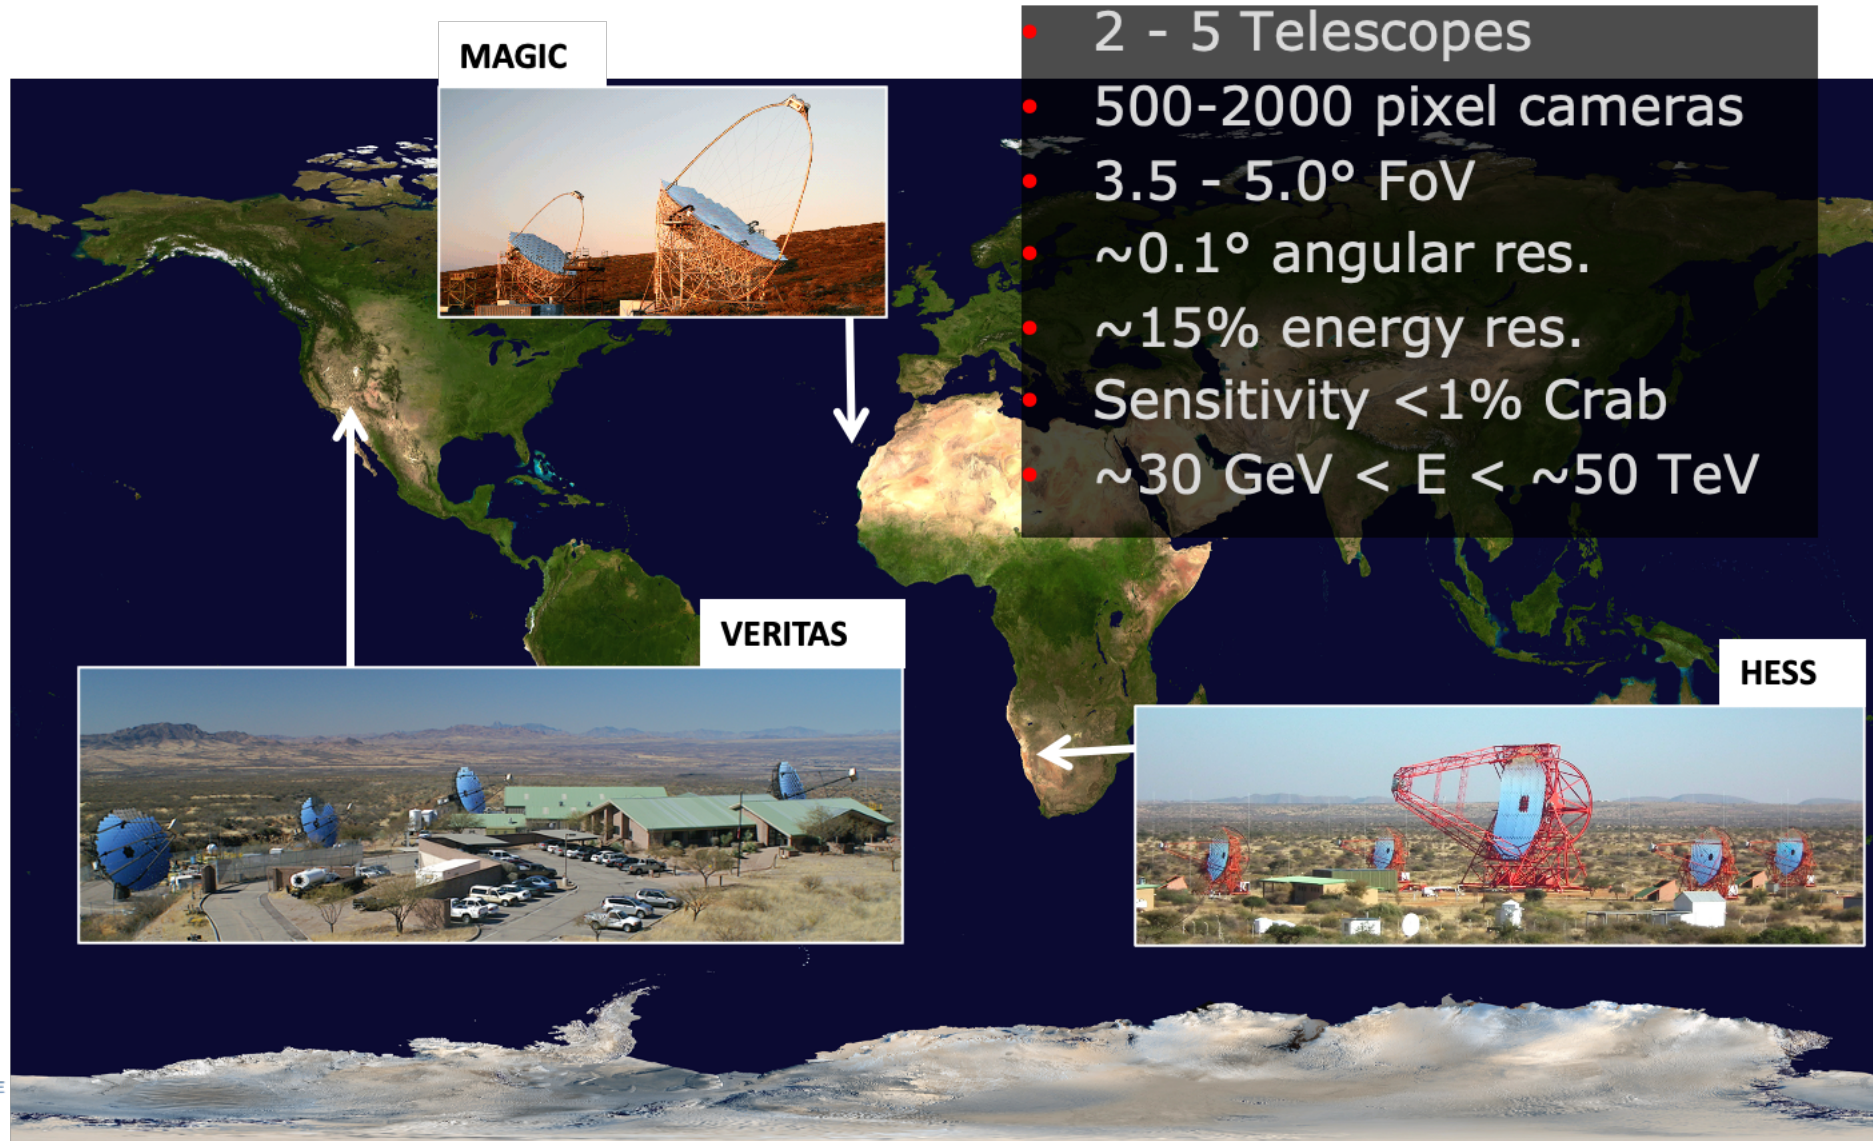 MAGIC
• 2 - 5 Telescopes
• 500-2000 pixel cameras
• 3.5 - 5.0° FoV
• ~0.1° angular res.
• ~15% energy res.
• Sensitivity <1% Crab
• ~30 GeV < E < ~50 TeV
VERITAS
HESS
E